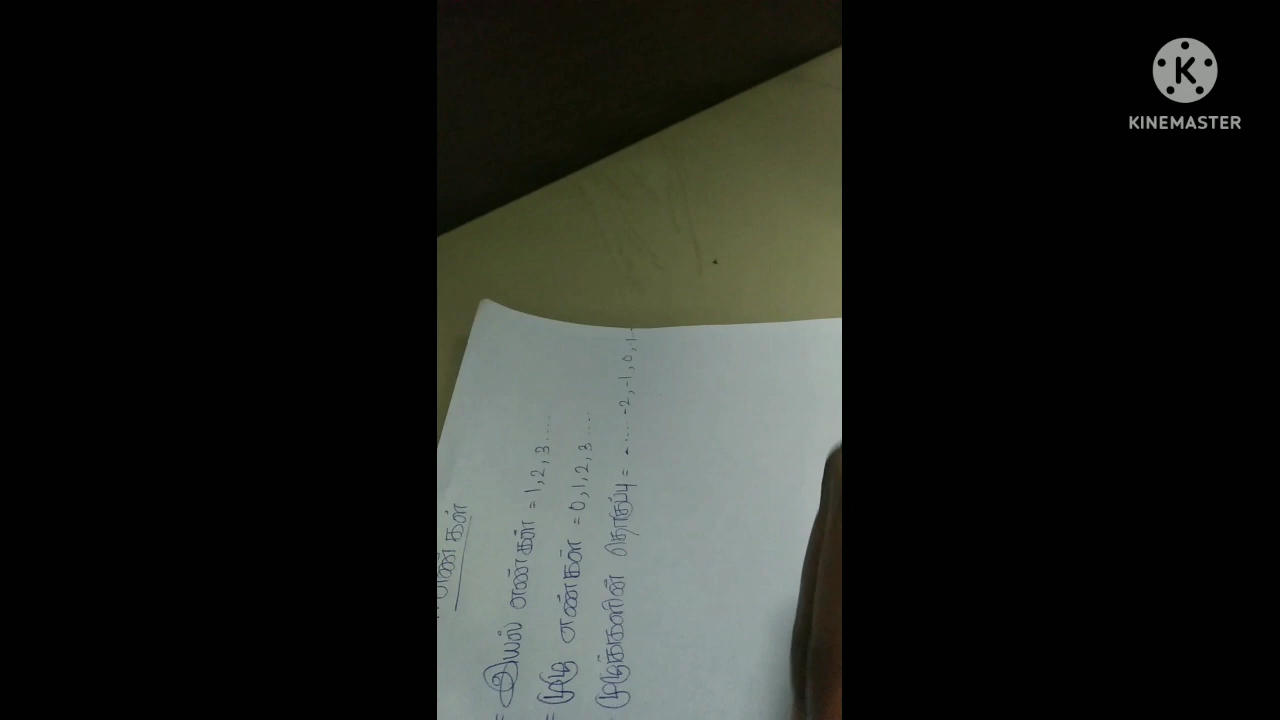 எண்கள்
= இயல் எண்கள் = 1, 2, 3 .....
= முழு எண்கள் = 0, 1, 2, 3 .....
முழுக்களின் தொகுப்பு = ..... -2, -1, 0, 1
KINEMASTER